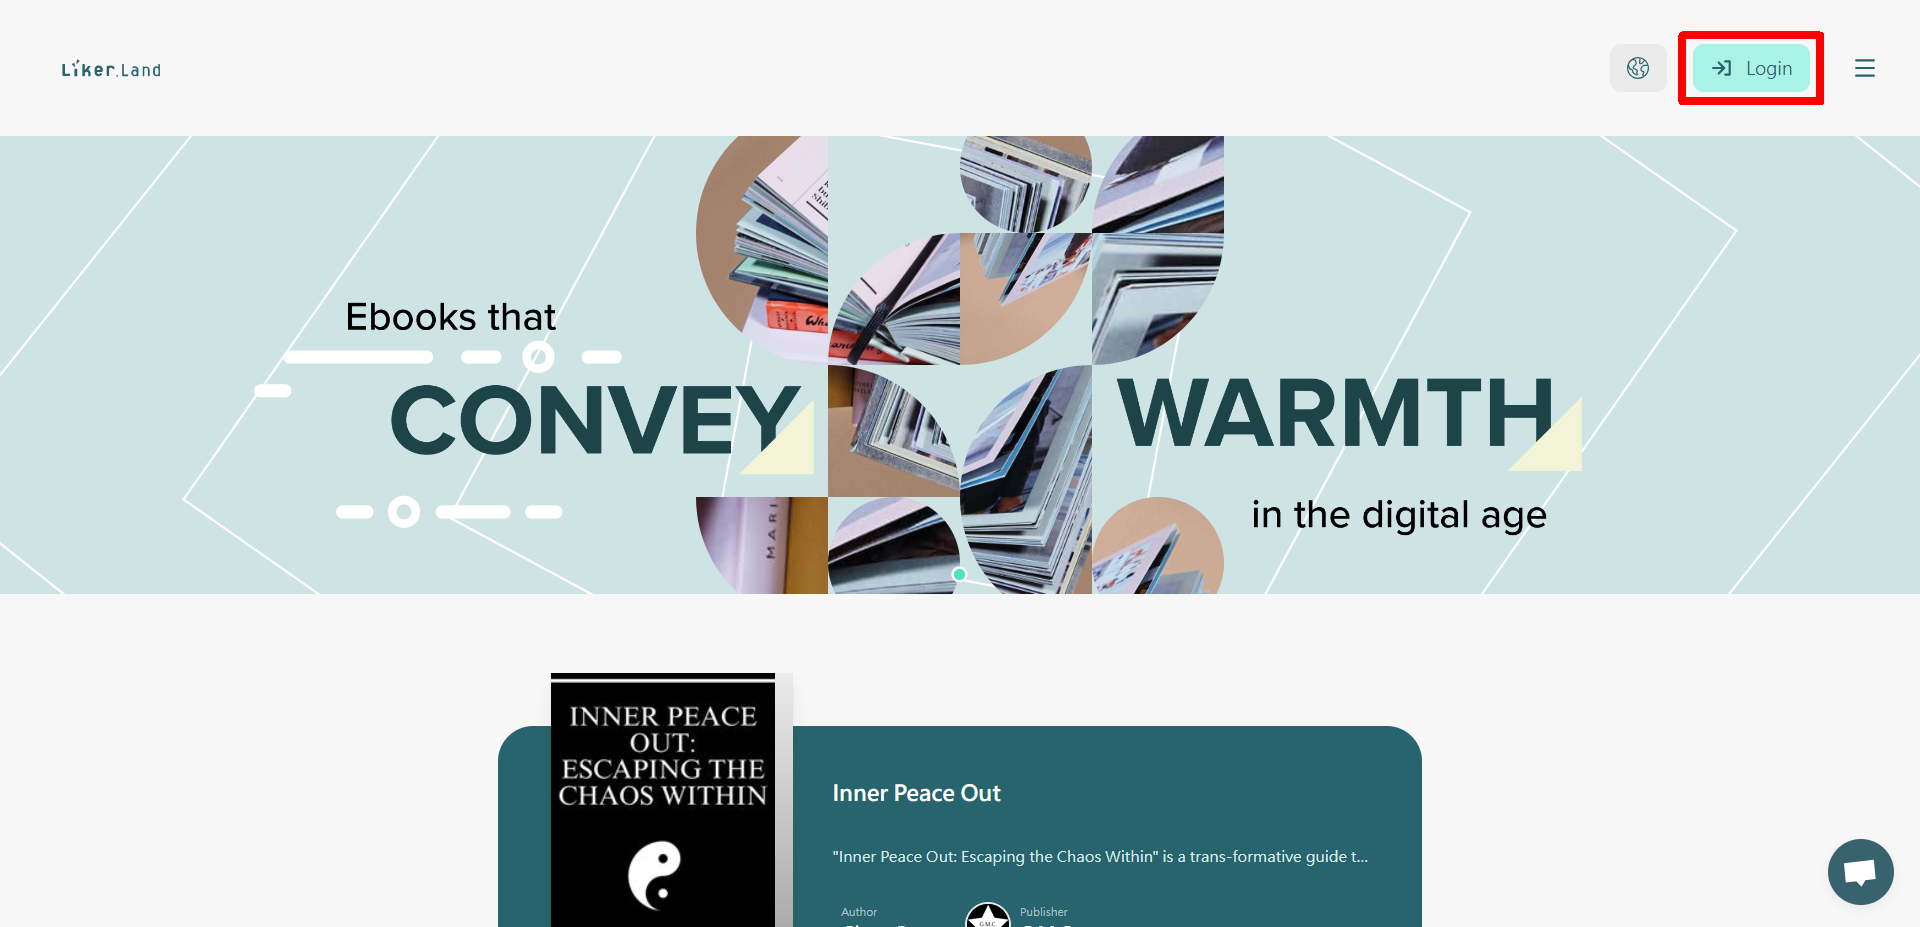 Liker.Land
Login
Ebooks that
CONVEY
WARMTH
in the digital age
MARI
INNER PEACE
OUT:
ESCAPING THE
CHAOS WITHIN
Inner Peace Out
"Inner Peace Out: Escaping the Chaos Within" is a trans-formative guide t...
Author
Publisher
G.M.C.